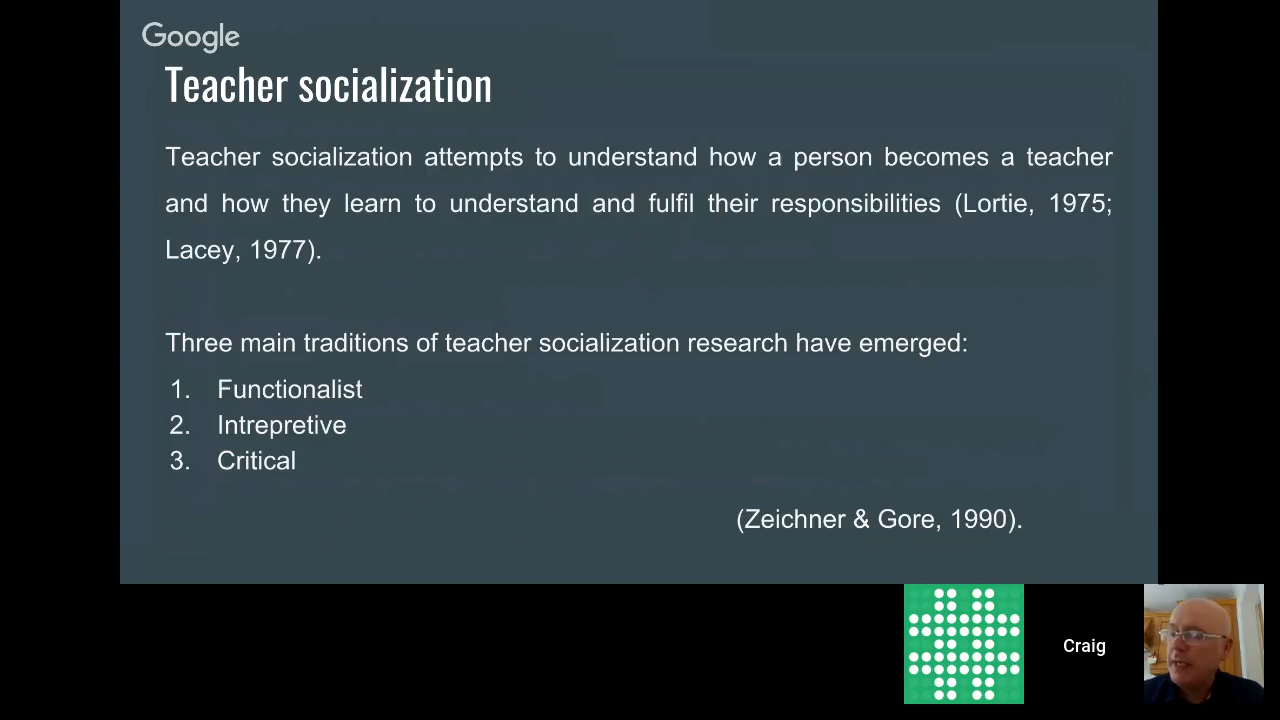 Google
Teacher socialization
Teacher socialization attempts to understand how a person becomes a teacher
and how they learn to understand and fulfil their responsibilities (Lortie, 1975;
Lacey, 1977).
Three main traditions of teacher socialization research have emerged:
1. Functionalist
2. Intrepretive
3. Critical
(Zeichner & Gore, 1990).
Craig